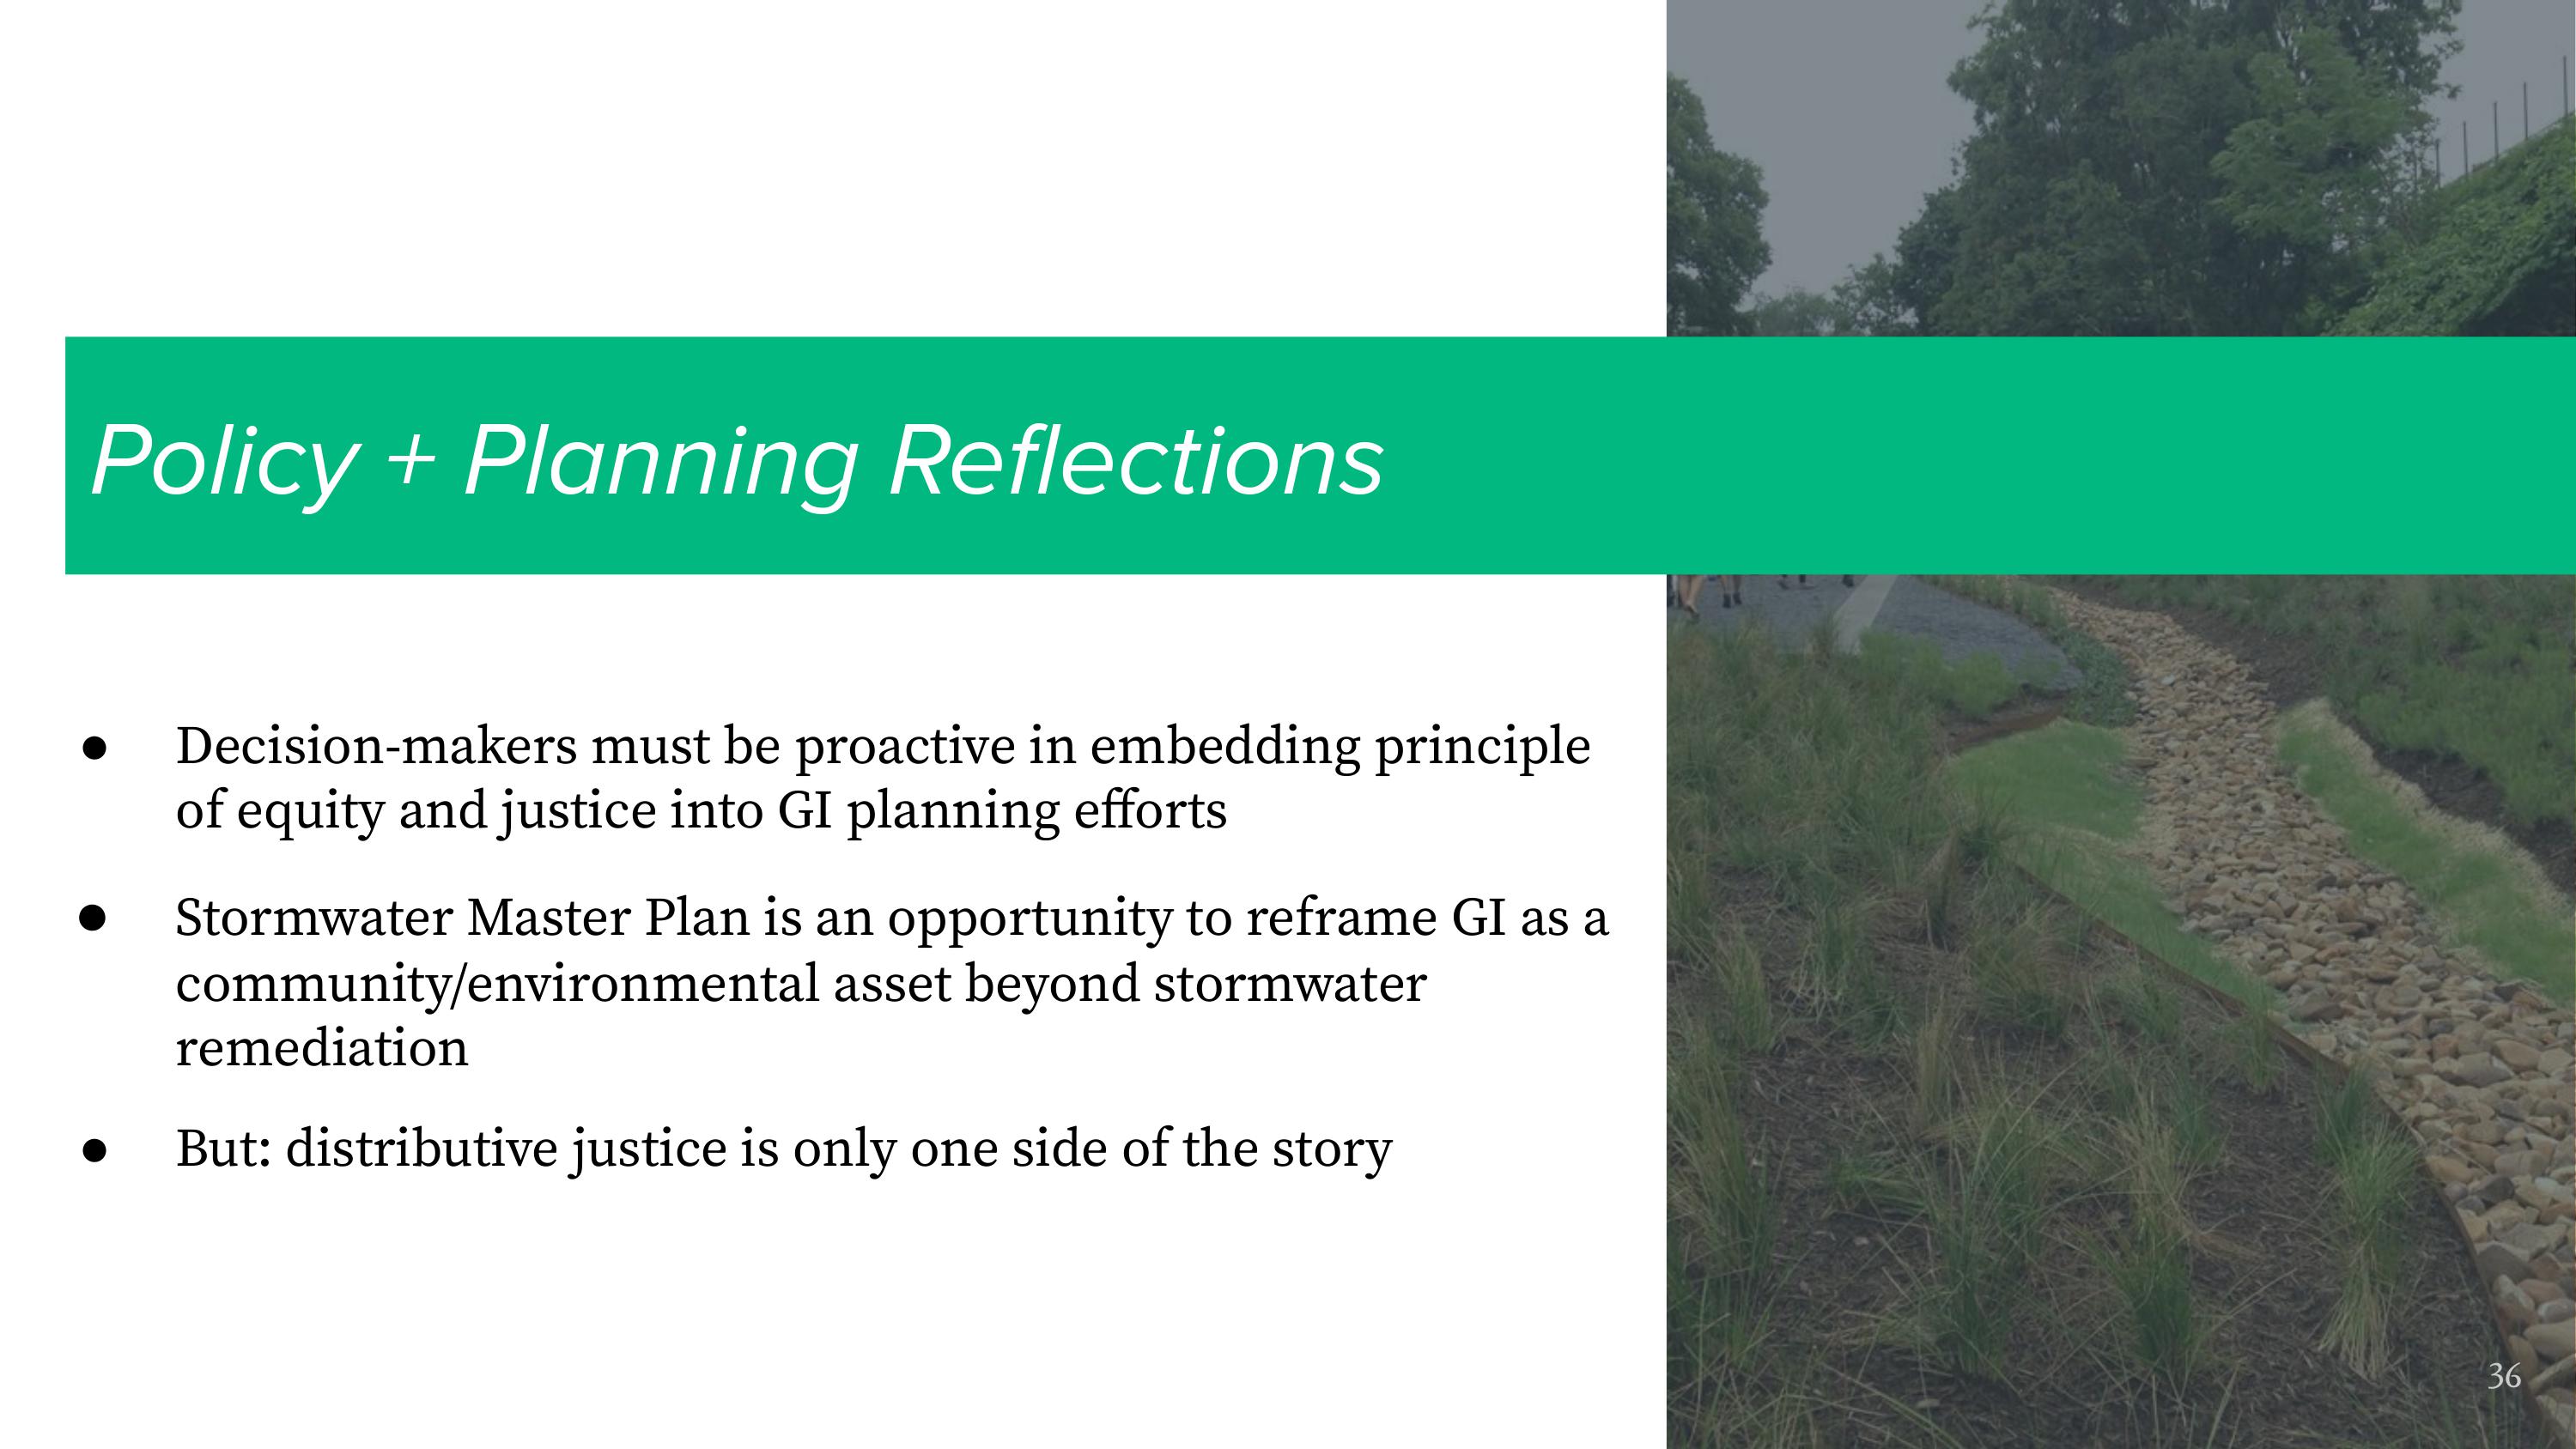 Policy + Planning Reflections
● Decision-makers must be proactive in embedding principle
of equity and justice into GI planning efforts
● Stormwater Master Plan is an opportunity to reframe GI as a
community/environmental asset beyond stormwater
remediation
● But: distributive justice is only one side of the story
36